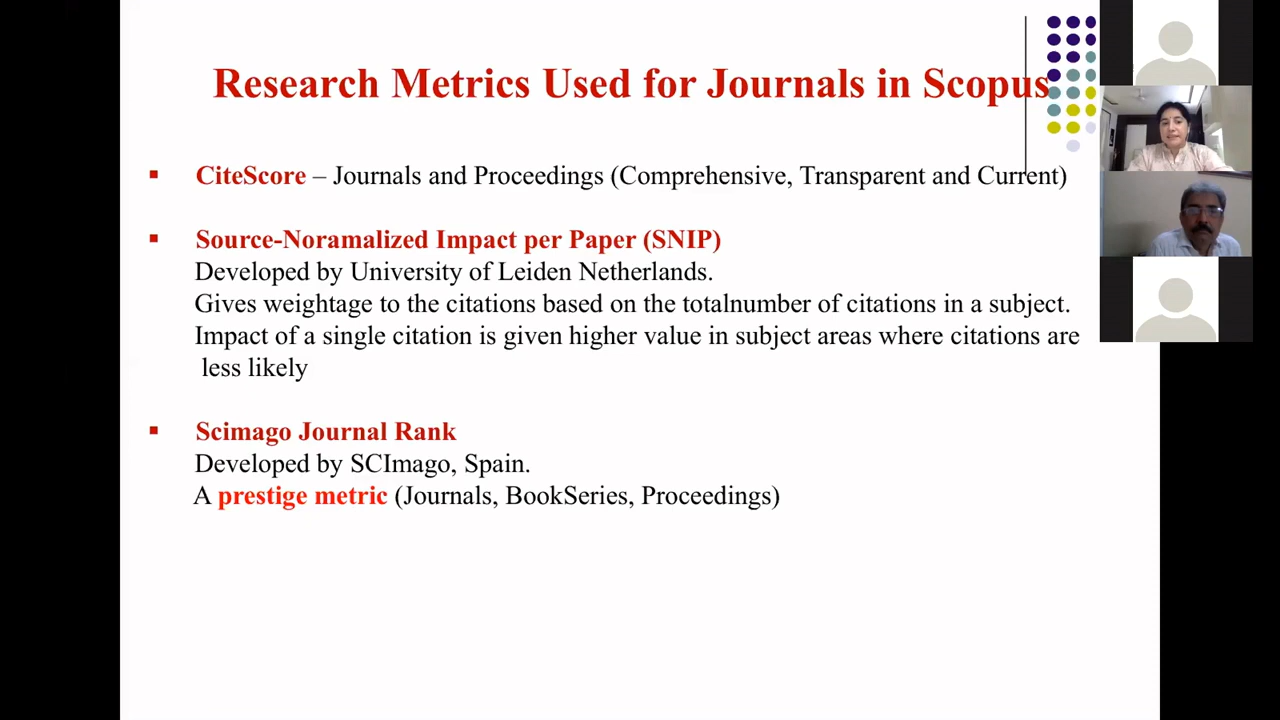 Research Metrics Used for Journals in Scopus
▪ CiteScore – Journals and Proceedings (Comprehensive, Transparent and Current)
▪ Source-Noramalized Impact per Paper (SNIP)
Developed by University of Leiden Netherlands.
Gives weightage to the citations based on the totalnumber of citations in a subject.
Impact of a single citation is given higher value in subject areas where citations are
less likely
▪ Scimago Journal Rank
Developed by SCImago, Spain.
A prestige metric (Journals, BookSeries, Proceedings)